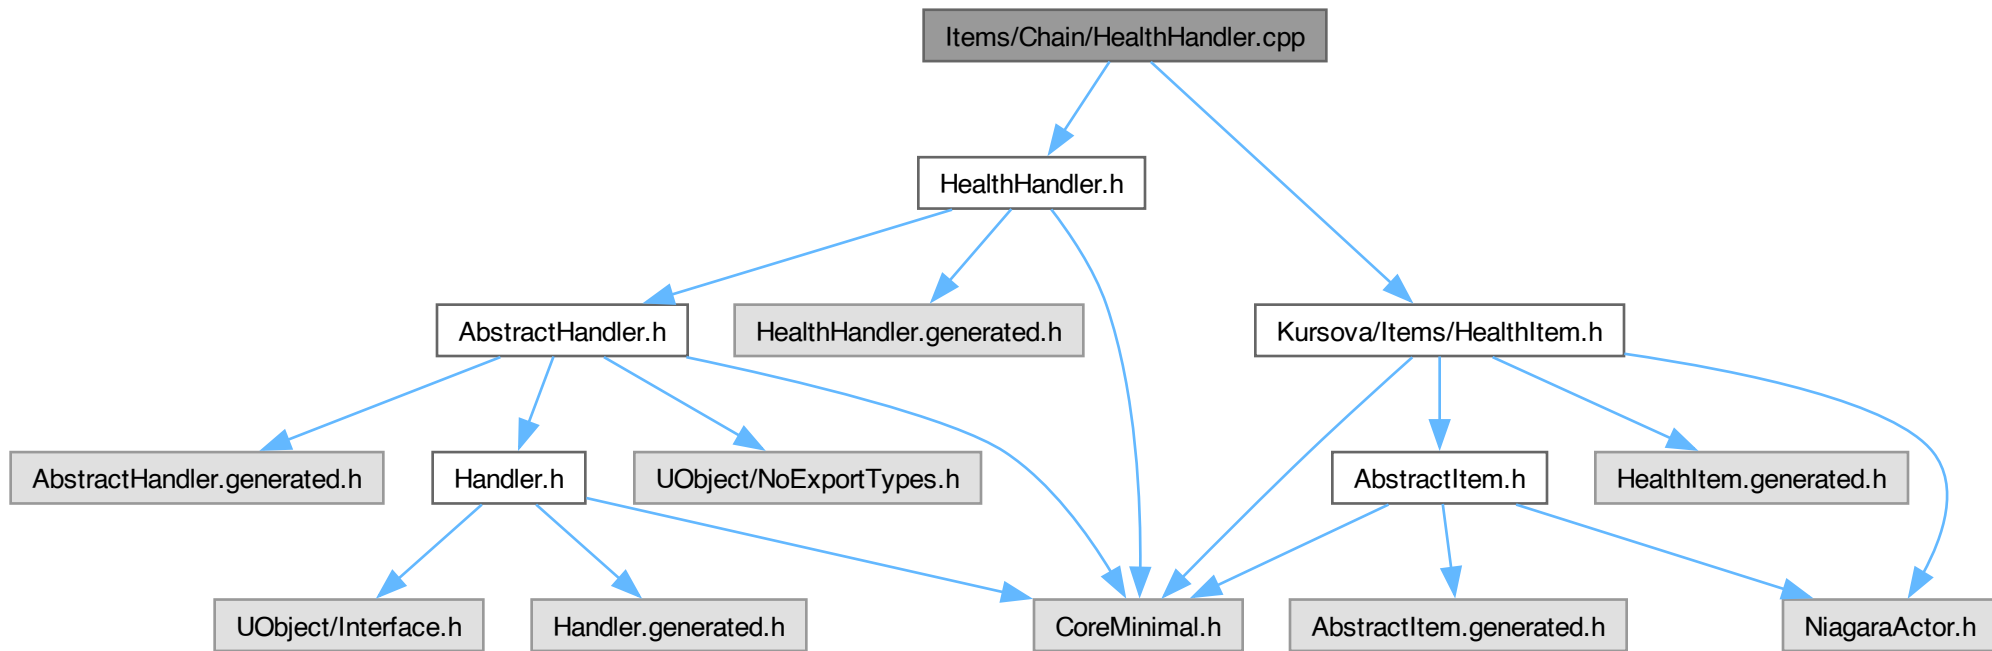 Items/Chain/HealthHandler.cpp
HealthHandler.h
AbstractHandler.h
HealthHandler.generated.h
Kursova/Items/HealthItem.h
AbstractHandler.generated.h
Handler.h
UObject/NoExportTypes.h
AbstractItem.h
HealthItem.generated.h
UObject/Interface.h
Handler.generated.h
CoreMinimal.h
AbstractItem.generated.h
NiagaraActor.h